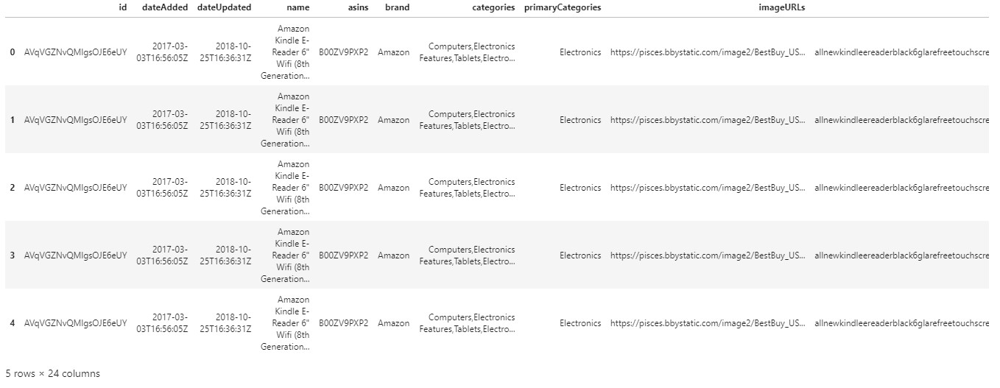 id dateAdded dateUpdated name asins brand categories primaryCategories imageURLs
Amazon
Kindle E-
0 AVqVGZNvQMIgsOJE6eUY 2017-03-03T16:56:05Z 2018-10-25T16:36:31Z Reader 6" B00ZV9PXP2 Amazon Computers,Electronics Features,Tablets,Electro... Electronics https://pisces.bbystatic.com/image2/BestBuy_US... allnewkindleereaderblack6glarefreetouchscre
Wifi (8th
Generation...
Amazon
Kindle E-
1 AVqVGZNvQMIgsOJE6eUY 2017-03-03T16:56:05Z 2018-10-25T16:36:31Z Reader 6" B00ZV9PXP2 Amazon Computers,Electronics Features,Tablets,Electro... Electronics https://pisces.bbystatic.com/image2/BestBuy_US... allnewkindleereaderblack6glarefreetouchscre
Wifi (8th
Generation...
Amazon
Kindle E-
2 AVqVGZNvQMIgsOJE6eUY 2017-03-03T16:56:05Z 2018-10-25T16:36:31Z Reader 6" B00ZV9PXP2 Amazon Computers,Electronics Features,Tablets,Electro... Electronics https://pisces.bbystatic.com/image2/BestBuy_US... allnewkindleereaderblack6glarefreetouchscre
Wifi (8th
Generation...
Amazon
Kindle E-
3 AVqVGZNvQMIgsOJE6eUY 2017-03-03T16:56:05Z 2018-10-25T16:36:31Z Reader 6" B00ZV9PXP2 Amazon Computers,Electronics Features,Tablets,Electro... Electronics https://pisces.bbystatic.com/image2/BestBuy_US... allnewkindleereaderblack6glarefreetouchscre
Wifi (8th
Generation...
Amazon
Kindle E-
4 AVqVGZNvQMIgsOJE6eUY 2017-03-03T16:56:05Z 2018-10-25T16:36:31Z Reader 6" B00ZV9PXP2 Amazon Computers,Electronics Features,Tablets,Electro... Electronics https://pisces.bbystatic.com/image2/BestBuy_US... allnewkindleereaderblack6glarefreetouchscre
Wifi (8th
Generation...
5 rows × 24 columns